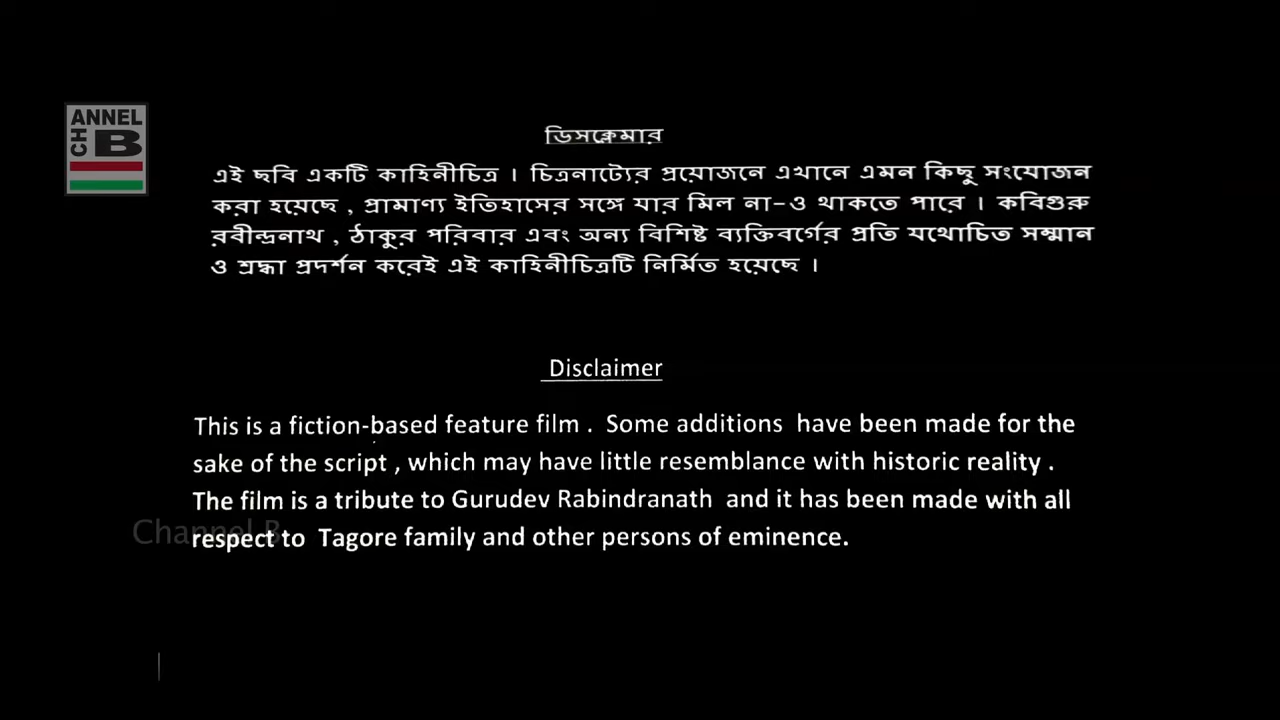 CHANNEL B
ডিসক্লেমার
এই ছবি একটি কাহিনীচিত্র । চিত্রনাট্যের প্রয়োজনে এখানে এমন কিছু সংযোজন
করা হয়েছে , প্রামাণ্য ইতিহাসের সঙ্গে যার মিল না-ও থাকতে পারে । কবিগুরু
রবীন্দ্রনাথ , ঠাকুর পরিবার এবং অন্য বিশিষ্ট ব্যক্তিবর্গের প্রতি যথোচিত সম্মান
ও শ্রদ্ধা প্রদর্শন করেই এই কাহিনীচিত্রটি নির্মিত হয়েছে ।
Disclaimer
This is a fiction-based feature film . Some additions have been made for the
sake of the script , which may have little resemblance with historic reality .
The film is a tribute to Gurudev Rabindranath and it has been made with all
Channel B
respect to Tagore family and other persons of eminence.